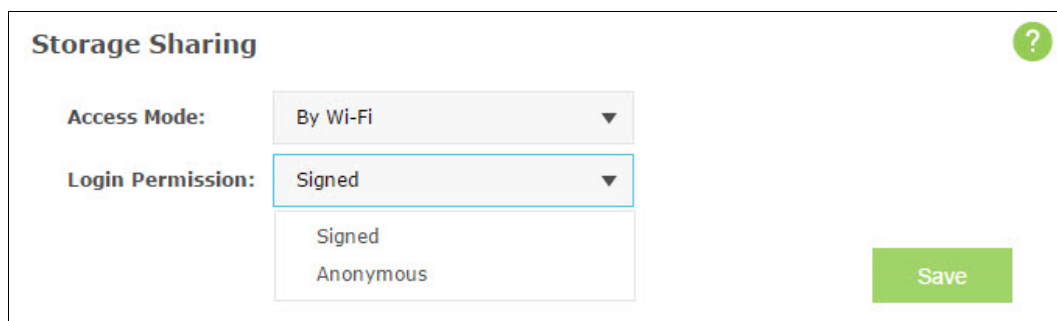 Storage Sharing
?
Access Mode: By Wi-Fi
Login Permission: Signed
Signed
Anonymous
Save